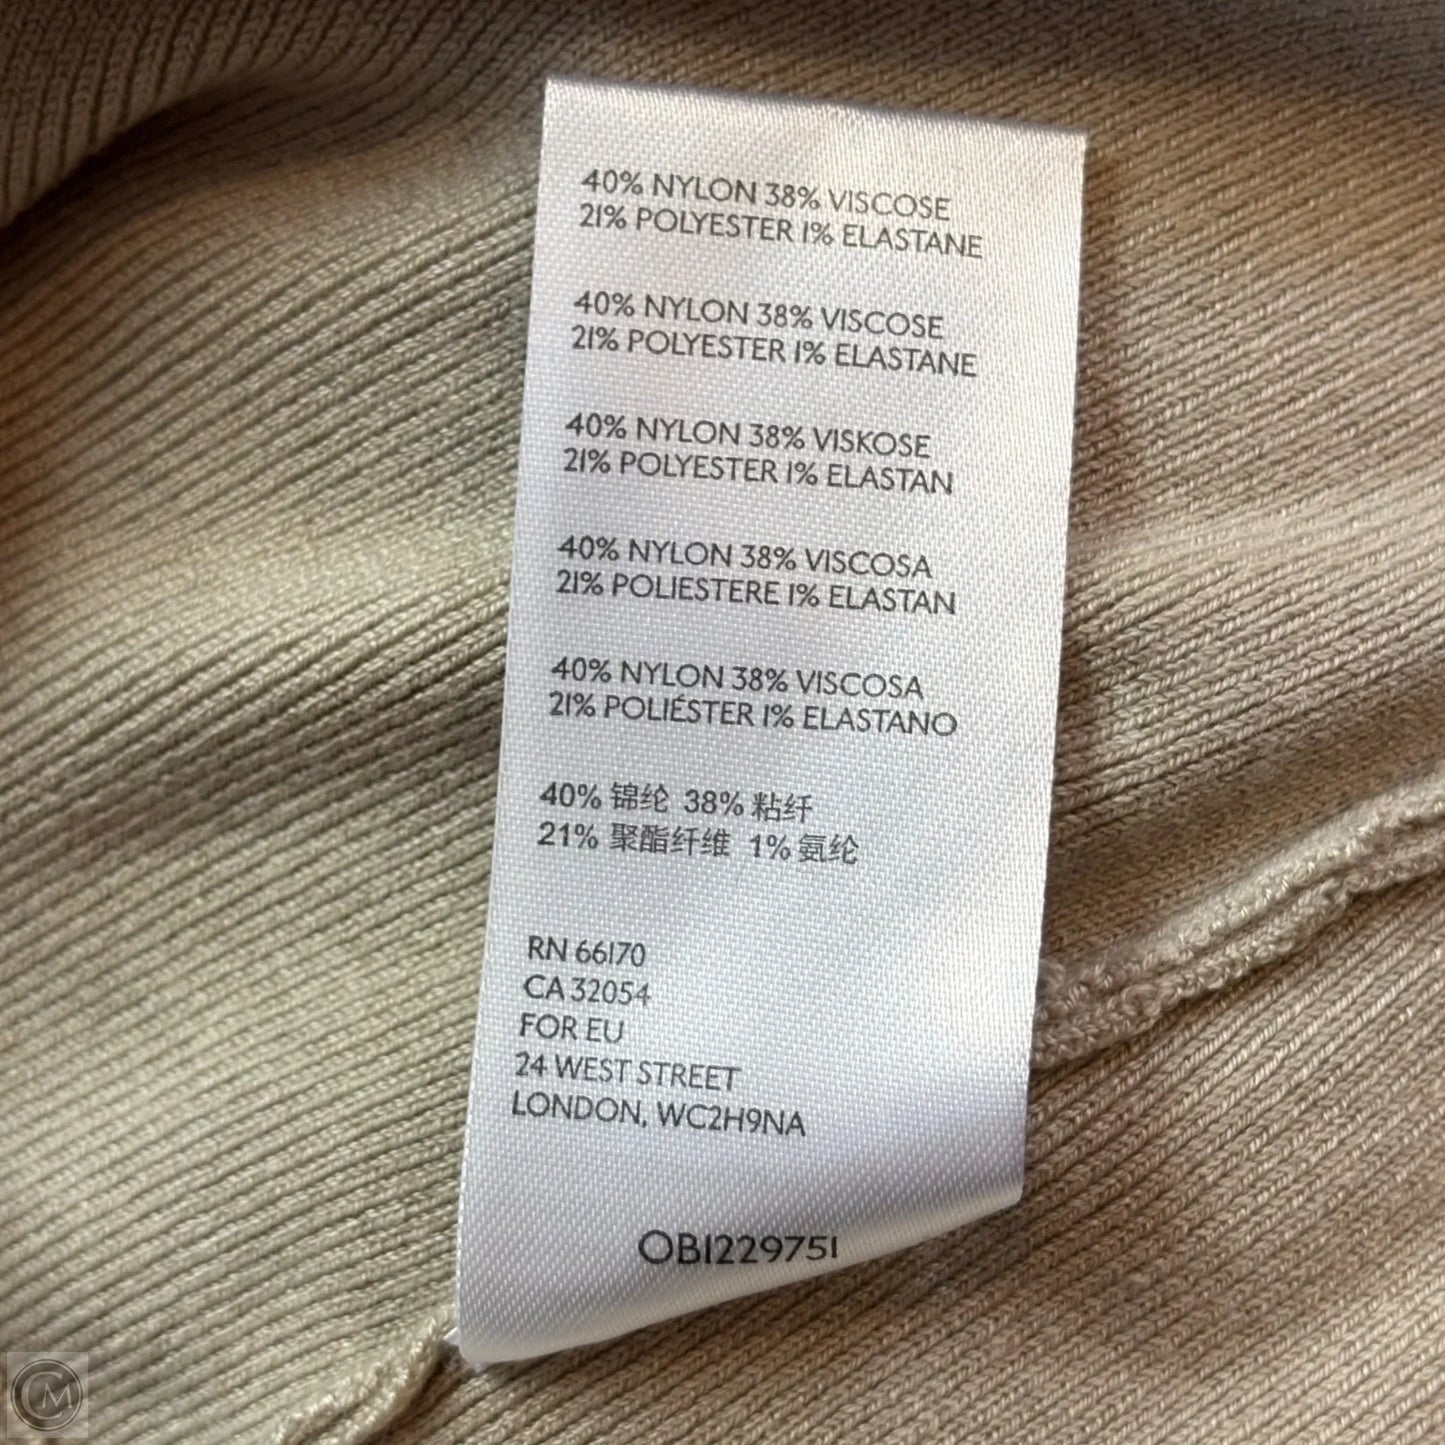 40% NYLON 38% VISCOSE
21% POLYESTER 1% ELASTANE
40% NYLON 38% VISCOSE
21% POLYESTER 1% ELASTANE
40% NYLON 38% VISKOSE
21% POLYESTER 1% ELASTAN
40% NYLON 38% VISCOSA
21% POLIESTERE 1% ELASTAN
40% NYLON 38% VISCOSA
21% POLIÉSTER 1% ELASTANO
40% 锦纶 38% 粘纤
21% 聚酯纤维 1% 氨纶
RN 66170
CA 32054
FOR EU
24 WEST STREET
LONDON, WC2H9NA
OB1229751
CM